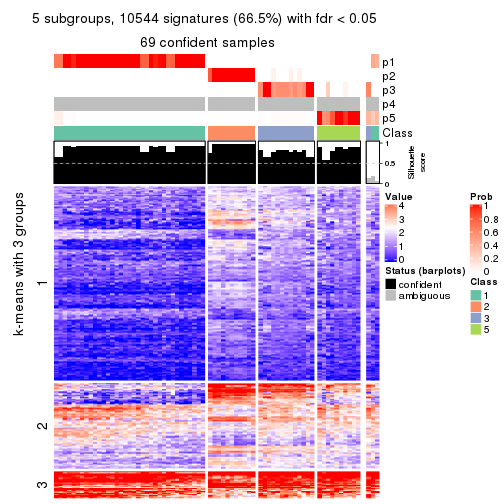 5 subgroups, 10544 signatures (66.5%) with fdr < 0.05
69 confident samples
p1
p2
p3
p4
p5
Class
1
0.5
0
Silhouette
score
k-means with 3 groups
1
2
3
Value
4
3
2
1
0
Status (barplots)
confident
ambiguous
Prob
1
0.8
0.6
0.4
0.2
0
Class
1
2
3
5